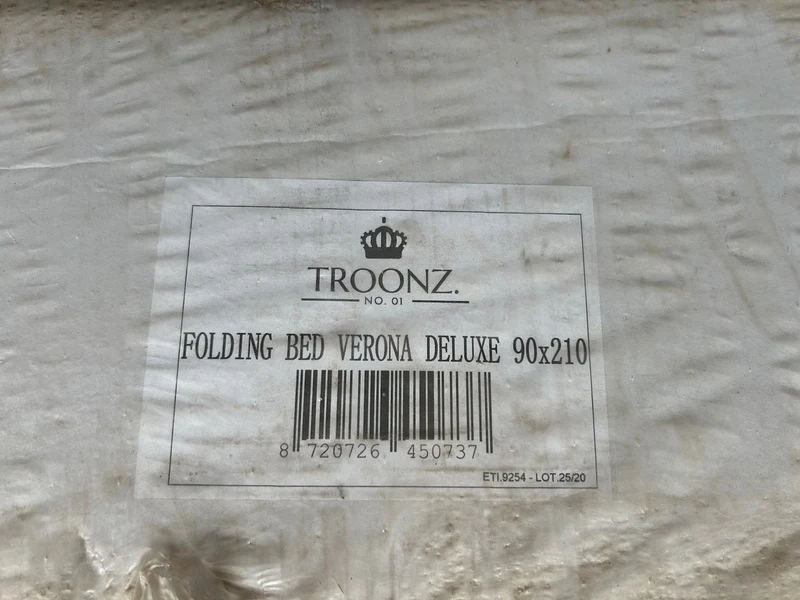 TROONZ.
NO. 01
FOLDING BED VERONA DELUXE 90x210
8 720726 450737
ETI.9254 - LOT.25/20